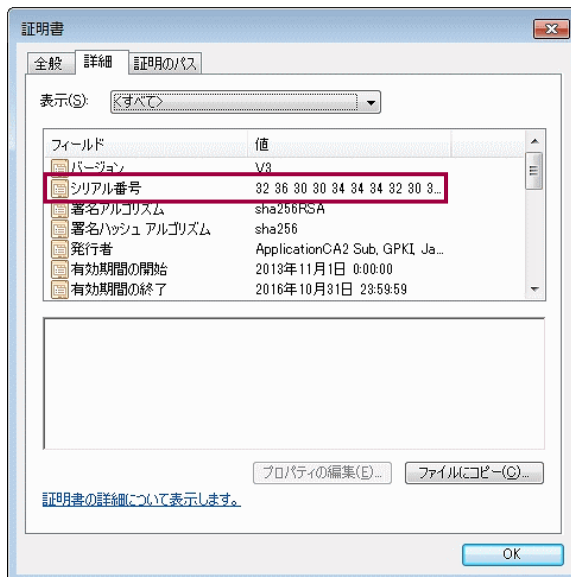 証明書
全般 詳細 証明のパス
表示(S): <すべて>
フィールド 値
バージョン V3
シリアル番号 32 36 30 30 34 34 34 32 30 3...
署名アルゴリズム sha256RSA
署名ハッシュ アルゴリズム sha256
発行者 ApplicationCA2 Sub, GPKI, Ja...
有効期間の開始 2013年11月1日 0:00:00
有効期間の終了 2016年10月31日 23:59:59
プロパティの編集(E)... ファイルにコピー(C)...
証明書の詳細について表示します。
OK